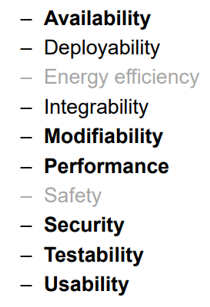 – Availability
– Deployability
– Energy efficiency
– Integrability
– Modifiability
– Performance
– Safety
– Security
– Testability
– Usability